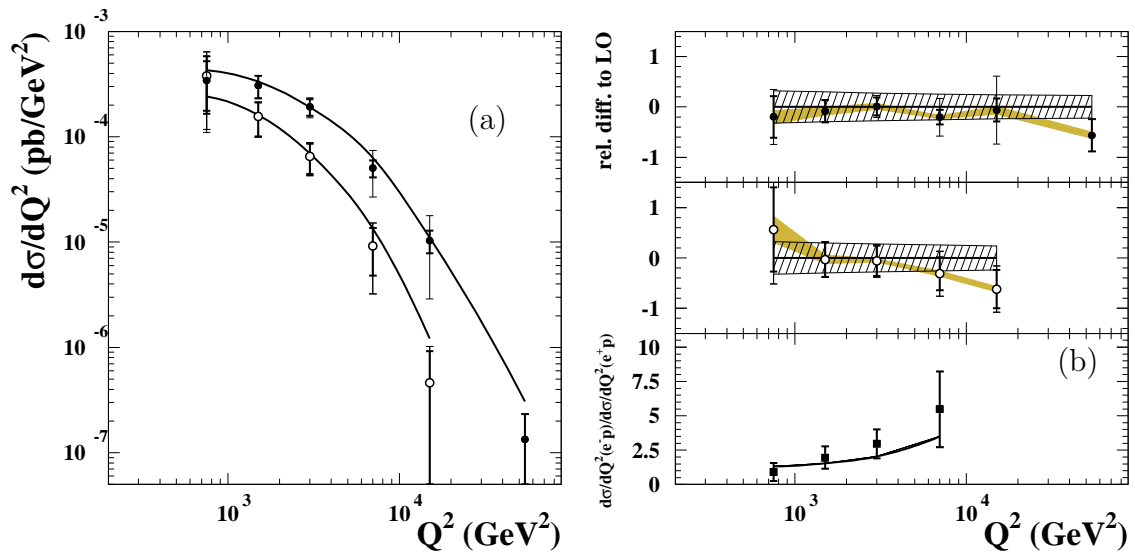 dσ/dQ² (pb/GeV²)
10⁻³
10⁻⁴
10⁻⁵
10⁻⁶
10⁻⁷
(a)
10³
10⁴
Q² (GeV²)
rel. diff. to LO
1
0
-1
1
0
-1
dσ/dQ²(e⁻p)/dσ/dQ²(e⁺p)
10
7.5
5
2.5
0
(b)
10³
10⁴
Q² (GeV²)